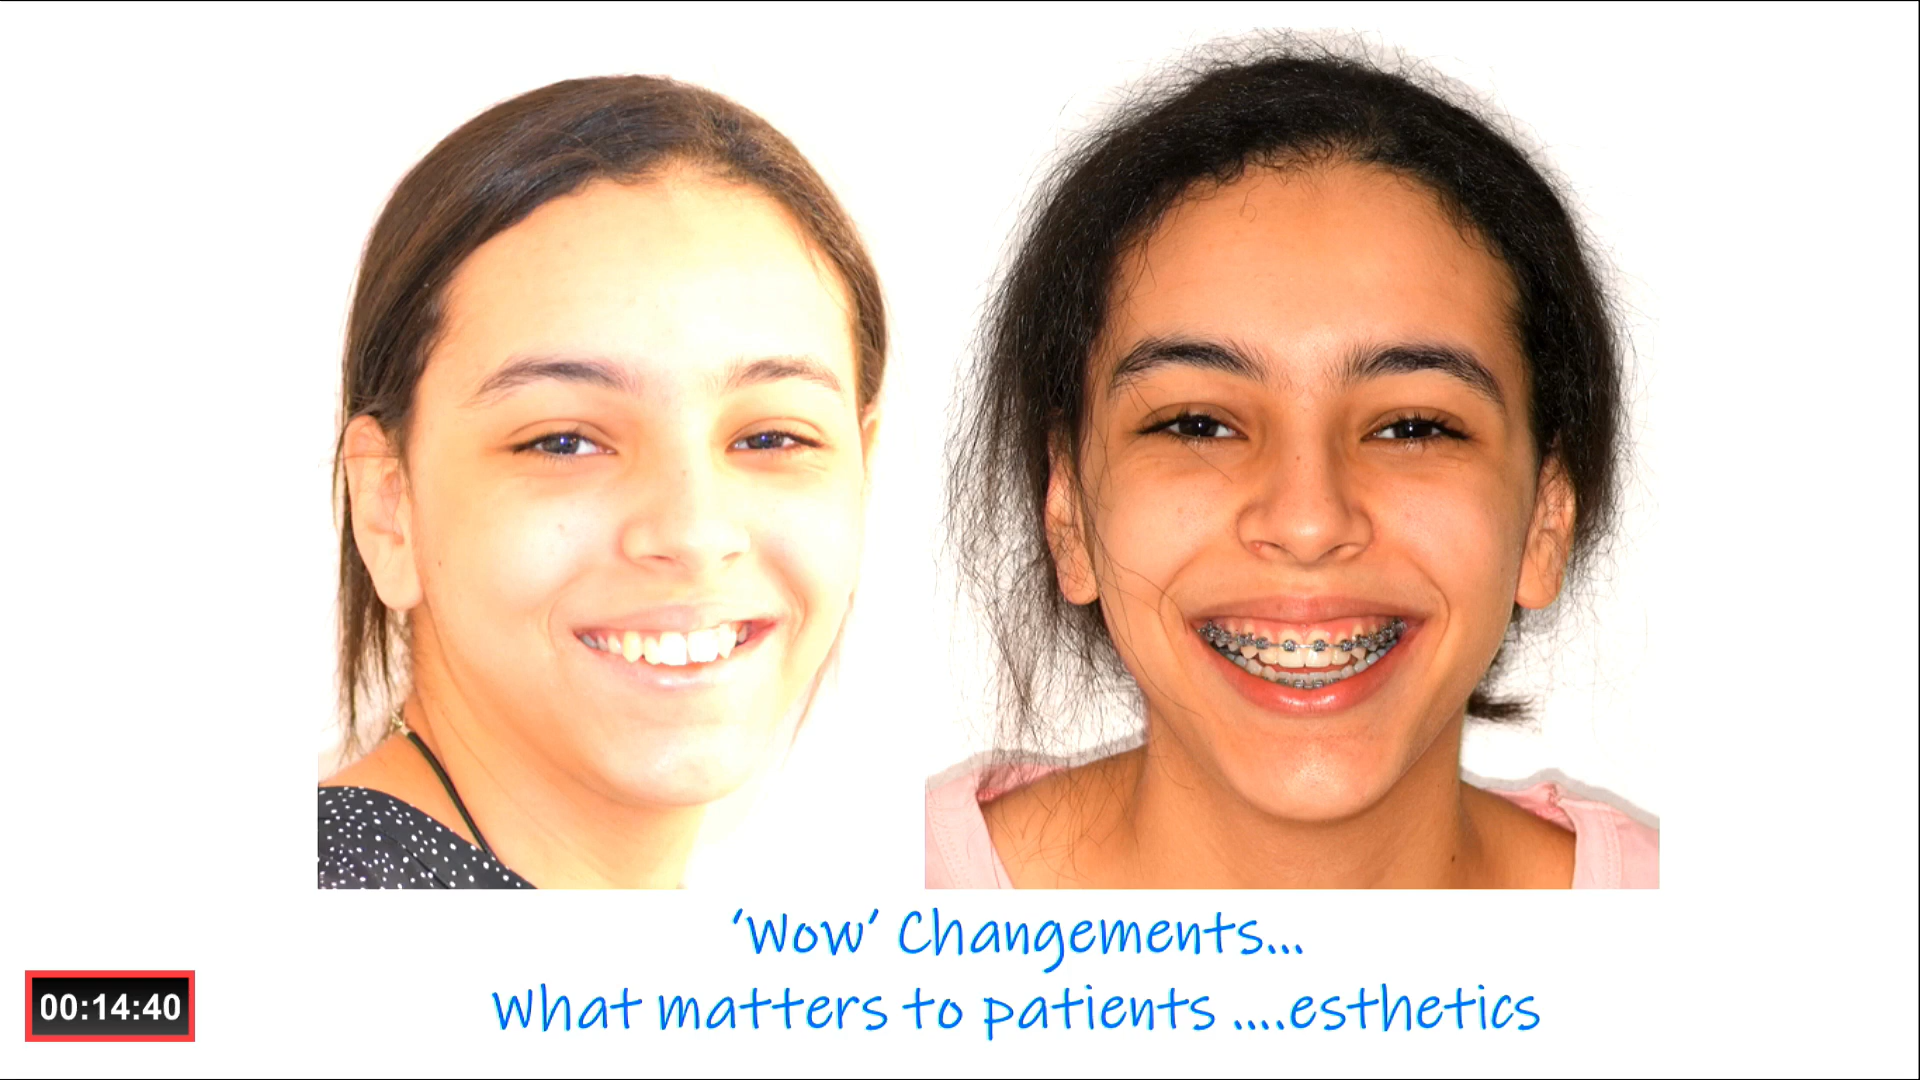 ‘Wow’ Changements...
What matters to patients ....esthetics
00:14:40